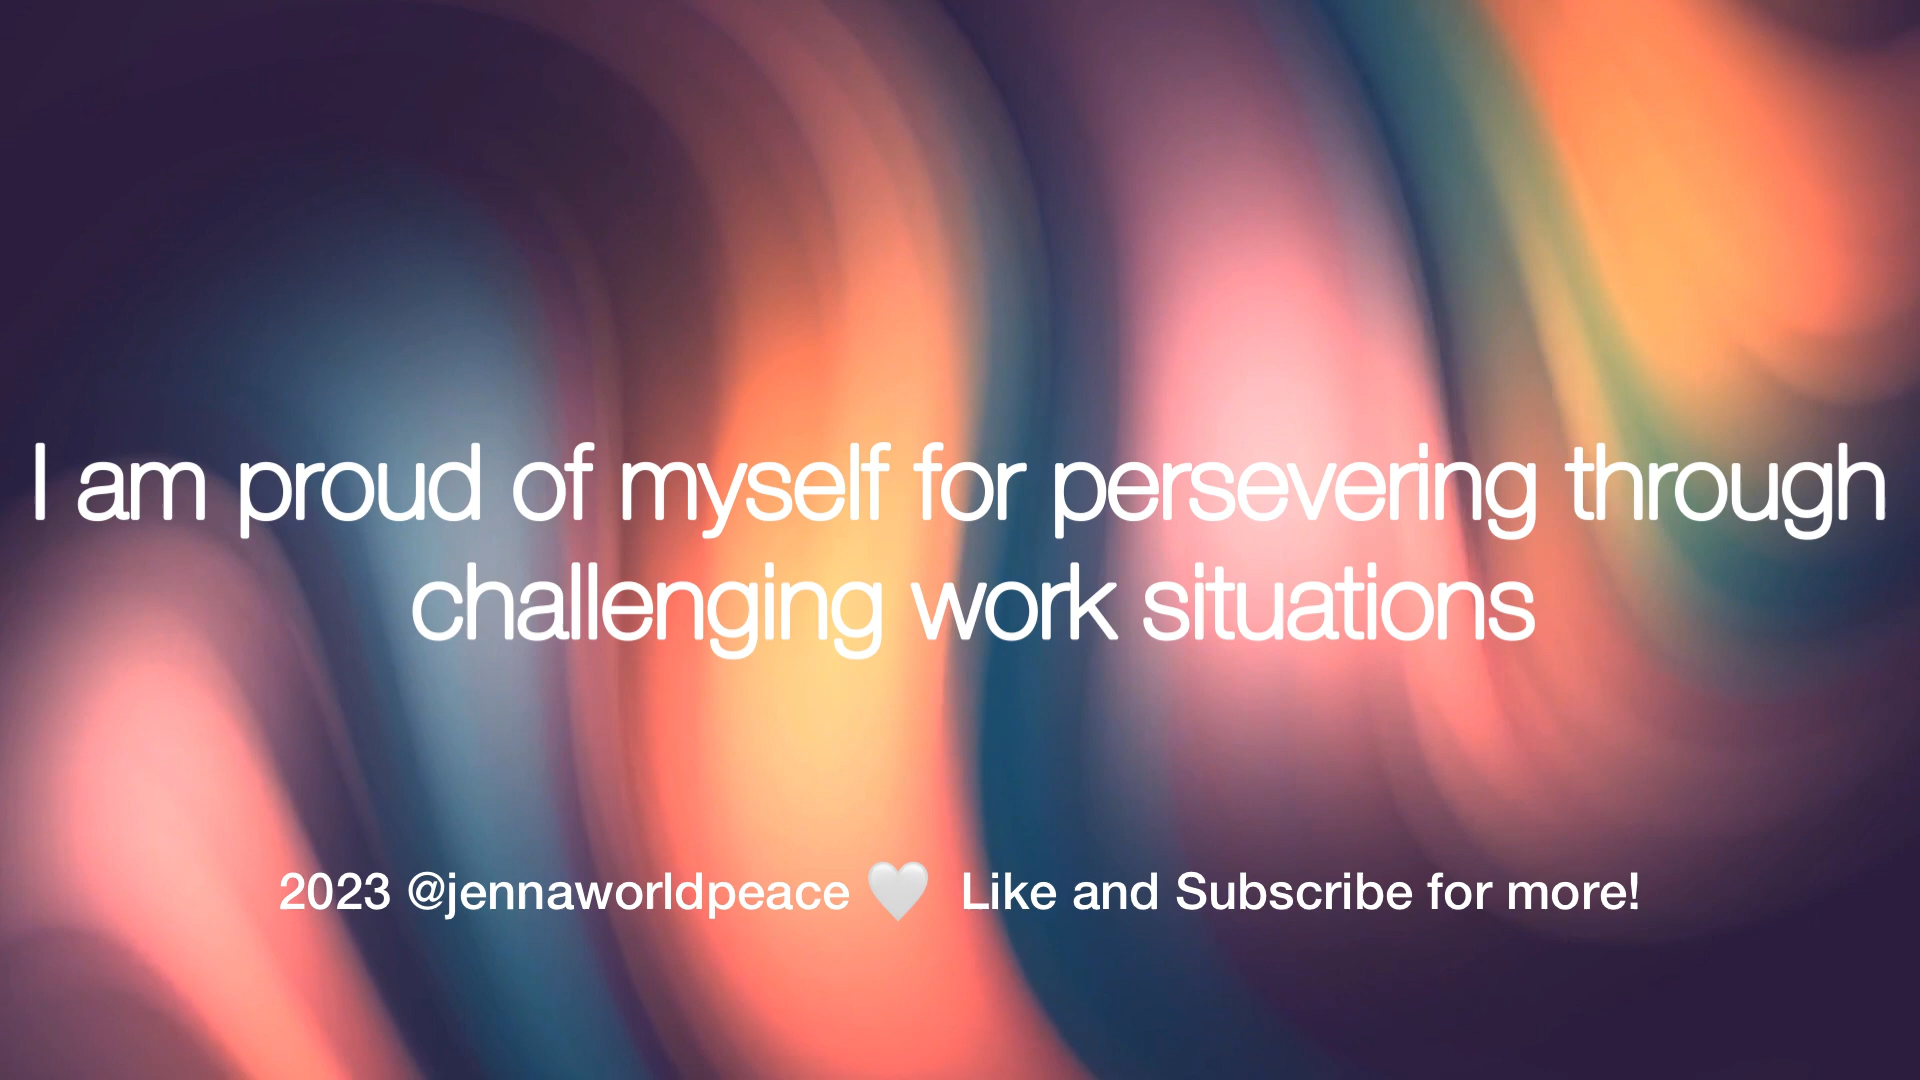 I am proud of myself for persevering through
challenging work situations
2023 @jennaworldpeace 🤍 Like and Subscribe for more!